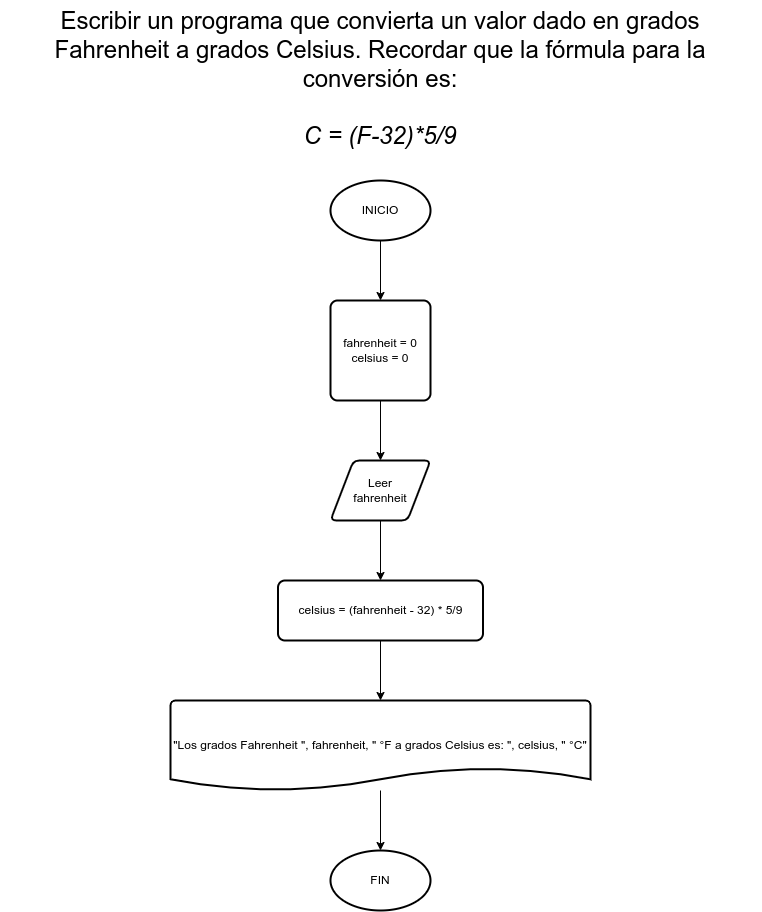 Escribir un programa que convierta un valor dado en grados
Fahrenheit a grados Celsius. Recordar que la fórmula para la
conversión es:
C = (F-32)*5/9
INICIO
fahrenheit = 0
celsius = 0
Leer
fahrenheit
celsius = (fahrenheit - 32) * 5/9
"Los grados Fahrenheit ", fahrenheit, " °F a grados Celsius es: ", celsius, " °C"
FIN